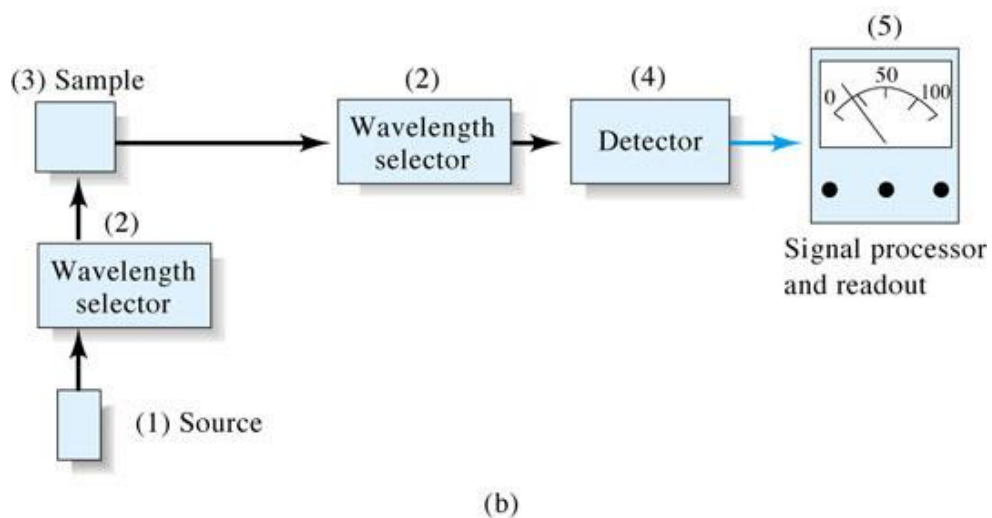 (5)
(3) Sample
(2)
(4)
0
50
100
Wavelength
selector
Detector
(2)
Wavelength
selector
Signal processor
and readout
(1) Source
(b)